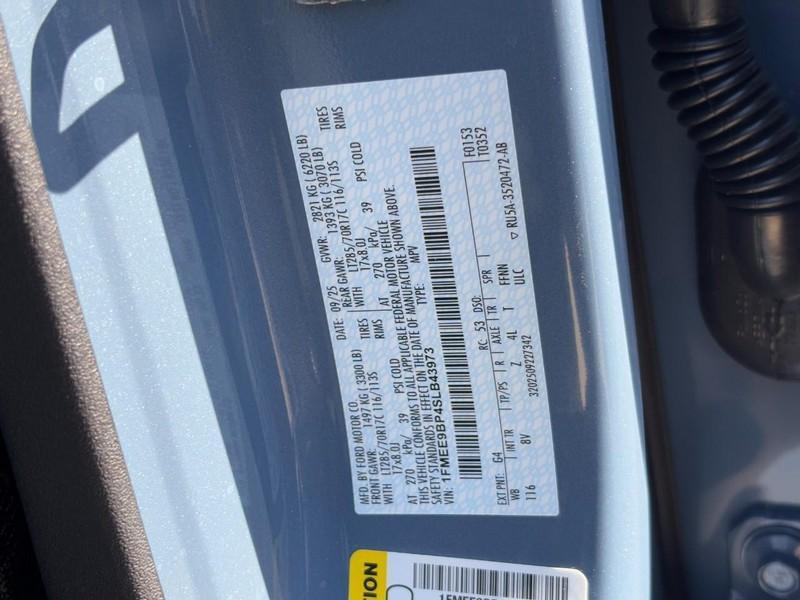 MFD. BY FORD MOTOR CO.
DATE: 09/25 GVWR: 2821 KG ( 6220 LB)
FRONT GAWR: 1497 KG ( 3300 LB) REAR GAWR: 1393 KG ( 3070 LB)
WITH LT285/70R17C 116/113S TIRES WITH LT285/70R17C 116/113S TIRES
17x8.0J RIMS 17x8.0J RIMS
AT 270 kPa/ 39 PSI COLD AT 270 kPa/ 39 PSI COLD
THIS VEHICLE CONFORMS TO ALL APPLICABLE FEDERAL MOTOR VEHICLE
SAFETY STANDARDS IN EFFECT ON THE DATE OF MANUFACTURE SHOWN ABOVE.
VIN: 1FMEE9BP4SLB43973 TYPE: MPV
F0153
T0352
EXT PNT: G4 RC: 53 DSO:
WB INT TR TP/PS R AXLE TR SPR
116 8V Z 4L T FFNN
ULC
3202509227342 ▽ RU5A-3520472-AB